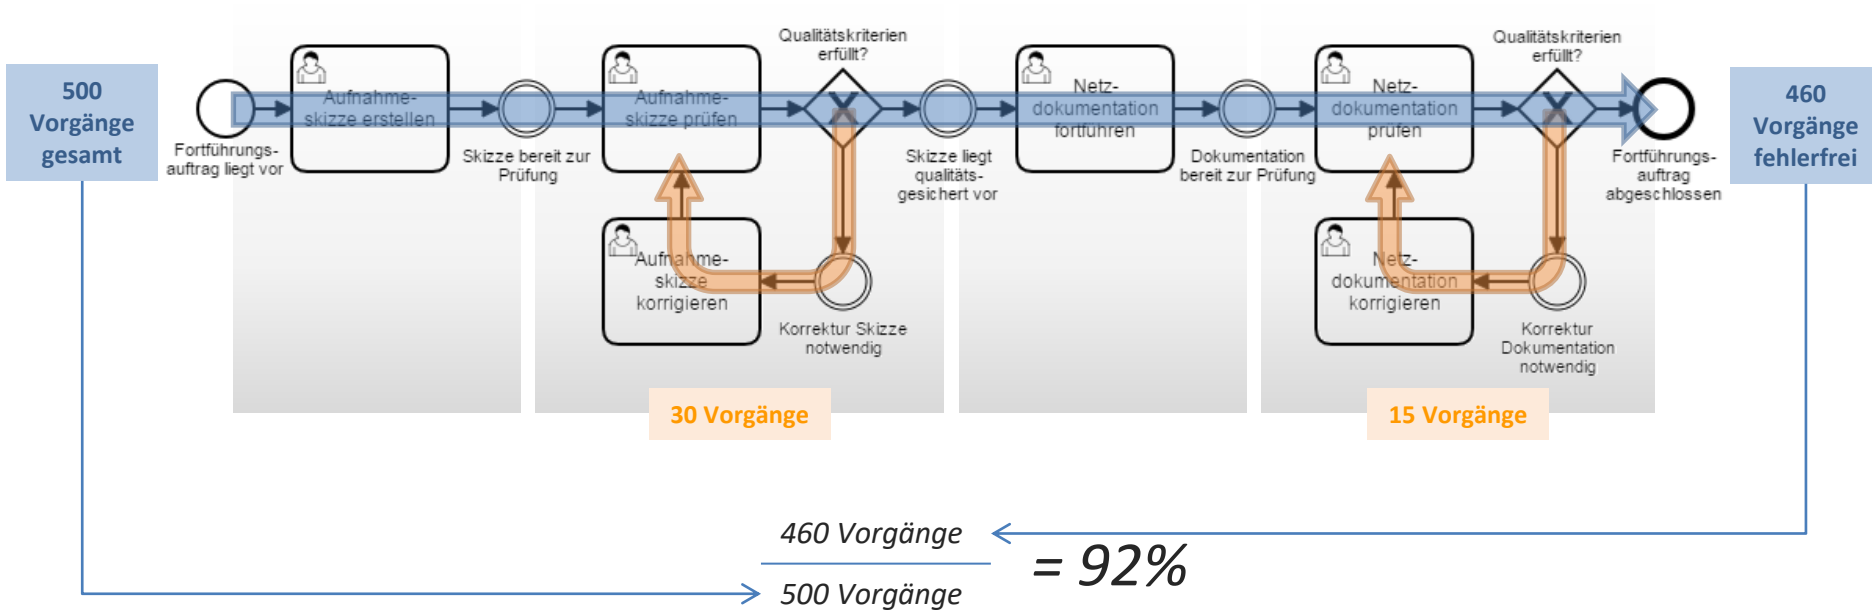 500
Vorgänge
gesamt
Fortführungs-
auftrag liegt vor
Aufnahme-
skizze erstellen
Skizze bereit zur
Prüfung
Aufnahme-
skizze prüfen
Qualitätskriterien
erfüllt?
X
Aufnahme-
skizze
korrigieren
Korrektur Skizze
notwendig
30 Vorgänge
Skizze liegt
qualitäts-
gesichert vor
Netz-
dokumentation
fortführen
Dokumentation
bereit zur Prüfung
Netz-
dokumentation
prüfen
Qualitätskriterien
erfüllt?
X
Netz-
dokumentation
korrigieren
Korrektur
Dokumentation
notwendig
15 Vorgänge
Fortführungs-
auftrag
abgeschlossen
460
Vorgänge
fehlerfrei
460 Vorgänge
500 Vorgänge
= 92%